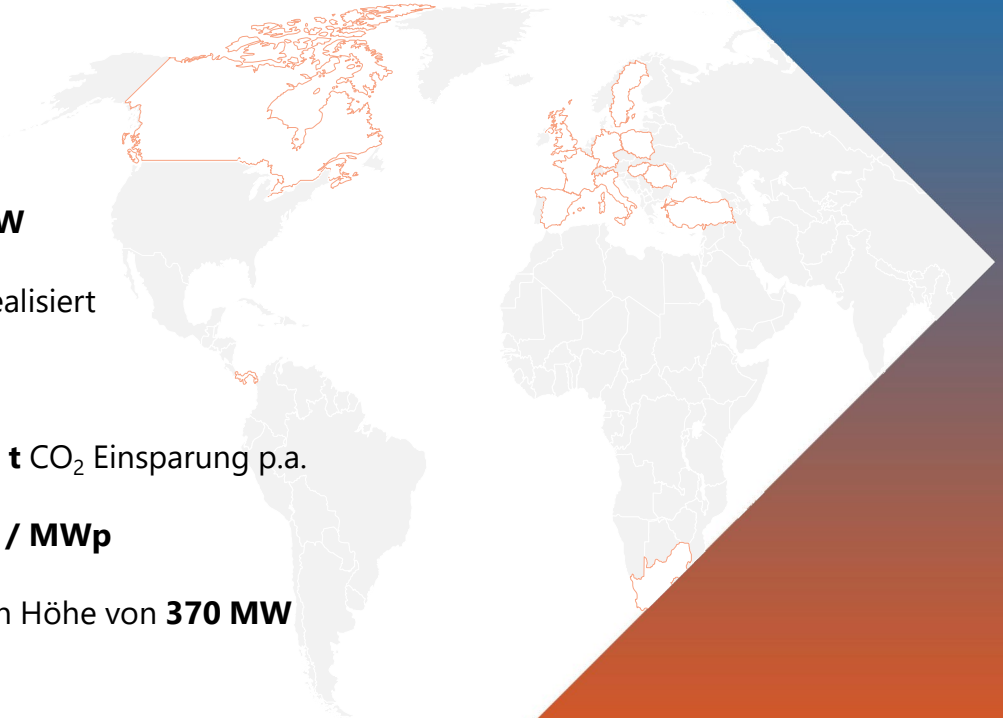 W
ealisiert
t CO₂ Einsparung p.a.
/ MWp
n Höhe von 370 MW